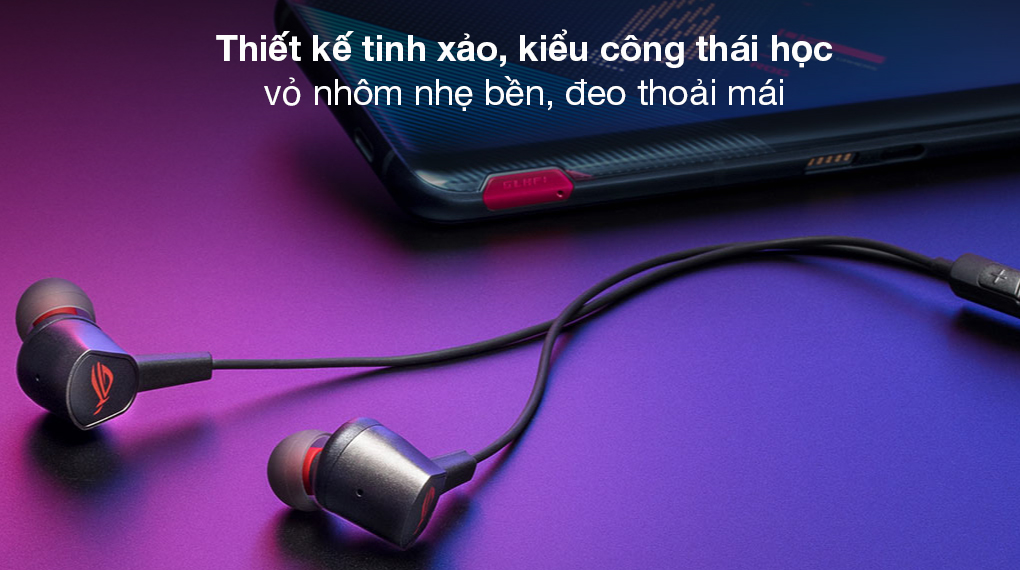 Thiết kế tinh xảo, kiểu công thái học
vỏ nhôm nhẹ bền, đeo thoải mái